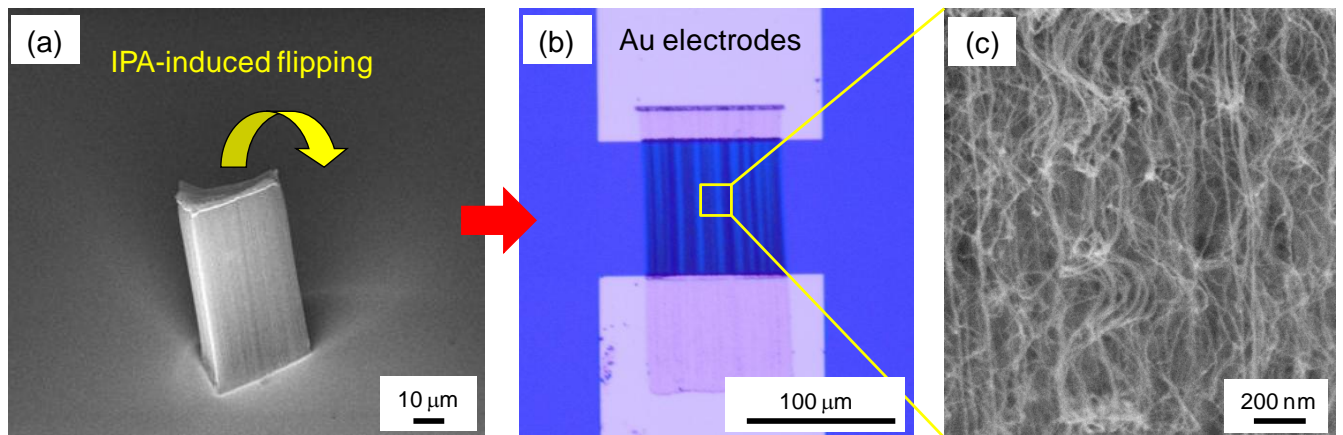 (a)
IPA-induced flipping
10 μm
(b)
Au electrodes
100 μm
(c)
200 nm